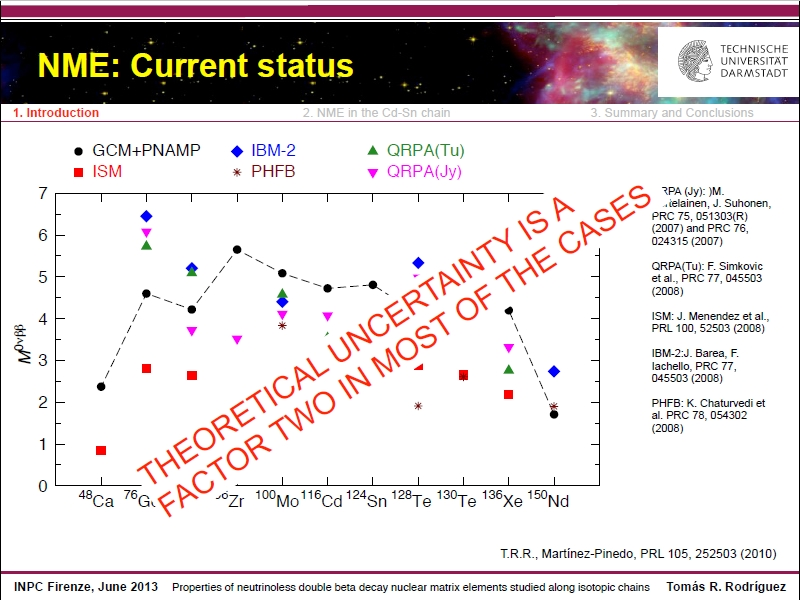 NME: Current status
TECHNISCHE
UNIVERSITÄT
DARMSTADT
1. Introduction
2. NME in the Cd-Sn chain
3. Summary and Conclusions
GCM+PNAMP
IBM-2
QRPA(Tu)
ISM
PHFB
QRPA(Jy)
7
6
5
4
3
2
1
0
M0νββ
48Ca
Zr
100Mo
116Cd
124Sn
128Te
130Te
136Xe
150Nd
THEORETICAL UNCERTAINTY IS A
FACTOR TWO IN MOST OF THE CASES
J. Suhonen,
PRC 75, 051303(R)
(2007) and PRC 76,
024315 (2007)
QRPA(Tu): F. Simkovic
et al., PRC 77, 045503
(2008)
ISM: J. Menendez et al.,
PRL 100, 52503 (2008)
IBM-2:J. Barea, F.
Iachello, PRC 77,
045503 (2008)
PHFB: K. Chaturvedi et
al. PRC 78, 054302
(2008)
T.R.R., Martínez-Pinedo, PRL 105, 252503 (2010)
INPC Firenze, June 2013
Properties of neutrinoless double beta decay nuclear matrix elements studied along isotopic chains
Tomás R. Rodríguez